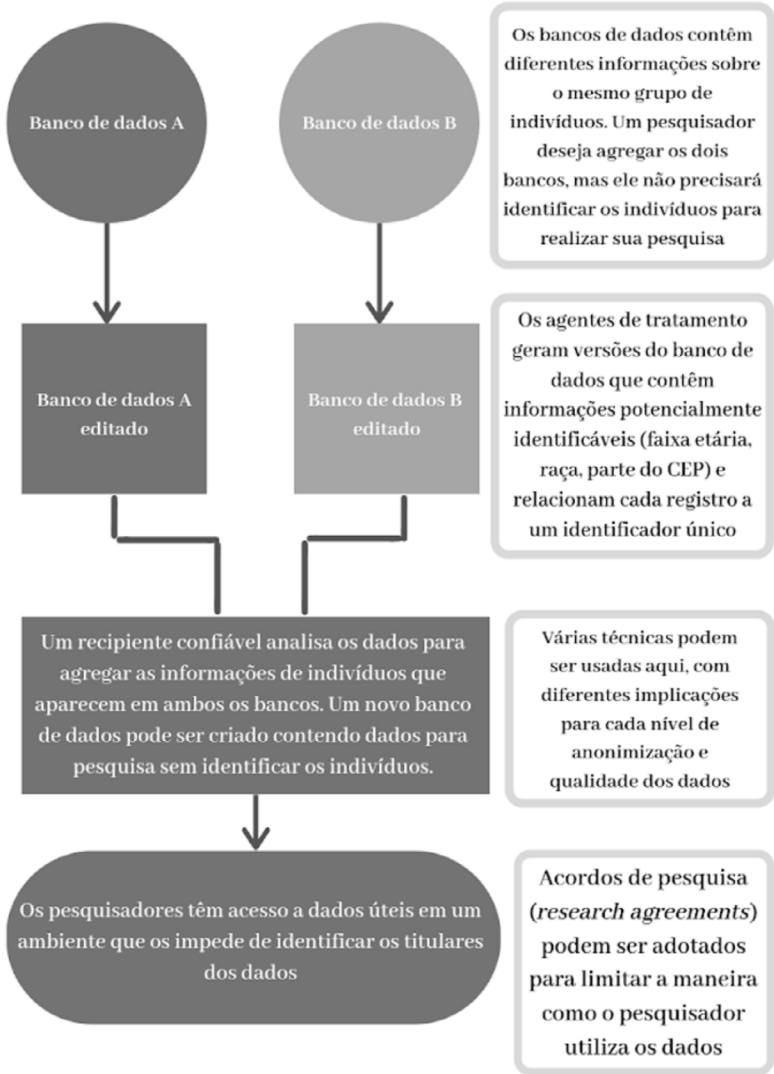 Banco de dados A
Banco de dados B
Os bancos de dados contêm
diferentes informações sobre
o mesmo grupo de
indivíduos. Um pesquisador
deseja agregar os dois
bancos, mas ele não precisará
identificar os indivíduos para
realizar sua pesquisa
Banco de dados A
editado
Banco de dados B
editado
Os agentes de tratamento
geram versões do banco de
dados que contêm
informações potencialmente
identificáveis (faixa etária,
raça, parte do CEP) e
relacionam cada registro a
um identificador único
Um recipiente confiável analisa os dados para
agregar as informações de indivíduos que
aparecem em ambos os bancos. Um novo banco
de dados pode ser criado contendo dados para
pesquisa sem identificar os indivíduos.
Várias técnicas podem
ser usadas aqui, com
diferentes implicações
para cada nível de
anonimização e
qualidade dos dados
Os pesquisadores têm acesso a dados úteis em um
ambiente que os impede de identificar os titulares
dos dados
Acordos de pesquisa
(research agreements)
podem ser adotados
para limitar a maneira
como o pesquisador
utiliza os dados